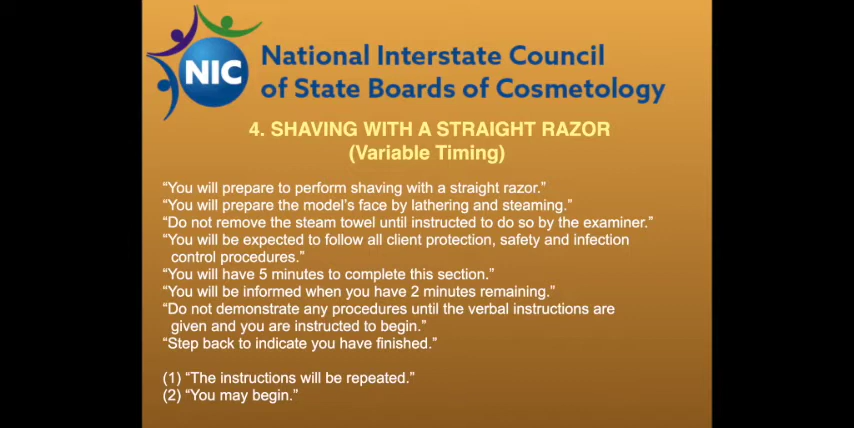 NIC
National Interstate Council
of State Boards of Cosmetology
4. SHAVING WITH A STRAIGHT RAZOR
(Variable Timing)
“You will prepare to perform shaving with a straight razor.”
“You will prepare the model’s face by lathering and steaming.”
“Do not remove the steam towel until instructed to do so by the examiner.”
“You will be expected to follow all client protection, safety and infection
control procedures.”
“You will have 5 minutes to complete this section.”
“You will be informed when you have 2 minutes remaining.”
“Do not demonstrate any procedures until the verbal instructions are
given and you are instructed to begin.”
“Step back to indicate you have finished.”
(1) “The instructions will be repeated.”
(2) “You may begin.”